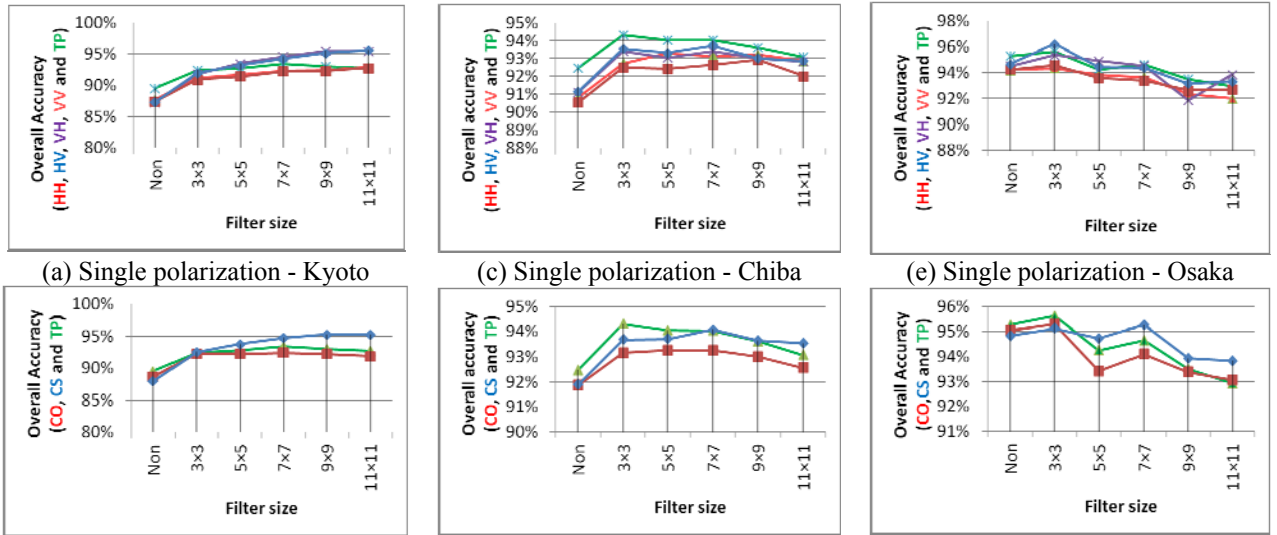 100%
95%
90%
85%
80%
Overall Accuracy
(HH, HV, VH, VV and TP)
Non
3×3
5×5
7×7
9×9
11×11
Filter size
95%
94%
93%
92%
91%
90%
89%
88%
Overall accuracy
(HH, HV, VH, VV and TP)
Non
3×3
5×5
7×7
9×9
11×11
Filter size
98%
96%
94%
92%
90%
88%
Overall Accuracy
(HH, HV, VH, VV and TP)
Non
3×3
5×5
7×7
9×9
11×11
Filter size
(a) Single polarization - Kyoto
(c) Single polarization - Chiba
(e) Single polarization - Osaka
100%
95%
90%
85%
80%
Overall Accuracy
(CO, CS and TP)
Non
3×3
5×5
7×7
9×9
11×11
Filter size
95%
94%
93%
92%
91%
90%
Overall Accuracy
(CO, CS and TP)
Non
3×3
5×5
7×7
9×9
11×11
Filter size
96%
95%
94%
93%
92%
91%
Overall Accuracy
(CO,CS and TP)
Non
3×3
5×5
7×7
9×9
11×11
Filter size